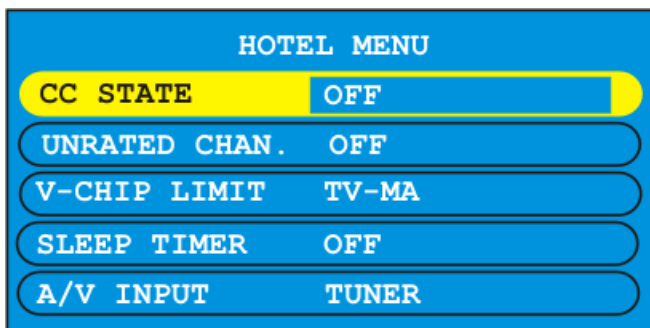 HOTEL MENU
CC STATE OFF
UNRATED CHAN. OFF
V-CHIP LIMIT TV-MA
SLEEP TIMER OFF
A/V INPUT TUNER